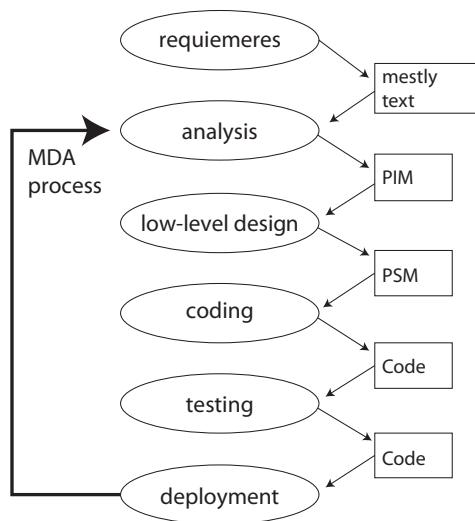 requiemeres
mestly
text
analysis
MDA
process
PIM
low-level design
PSM
coding
Code
testing
Code
deployment